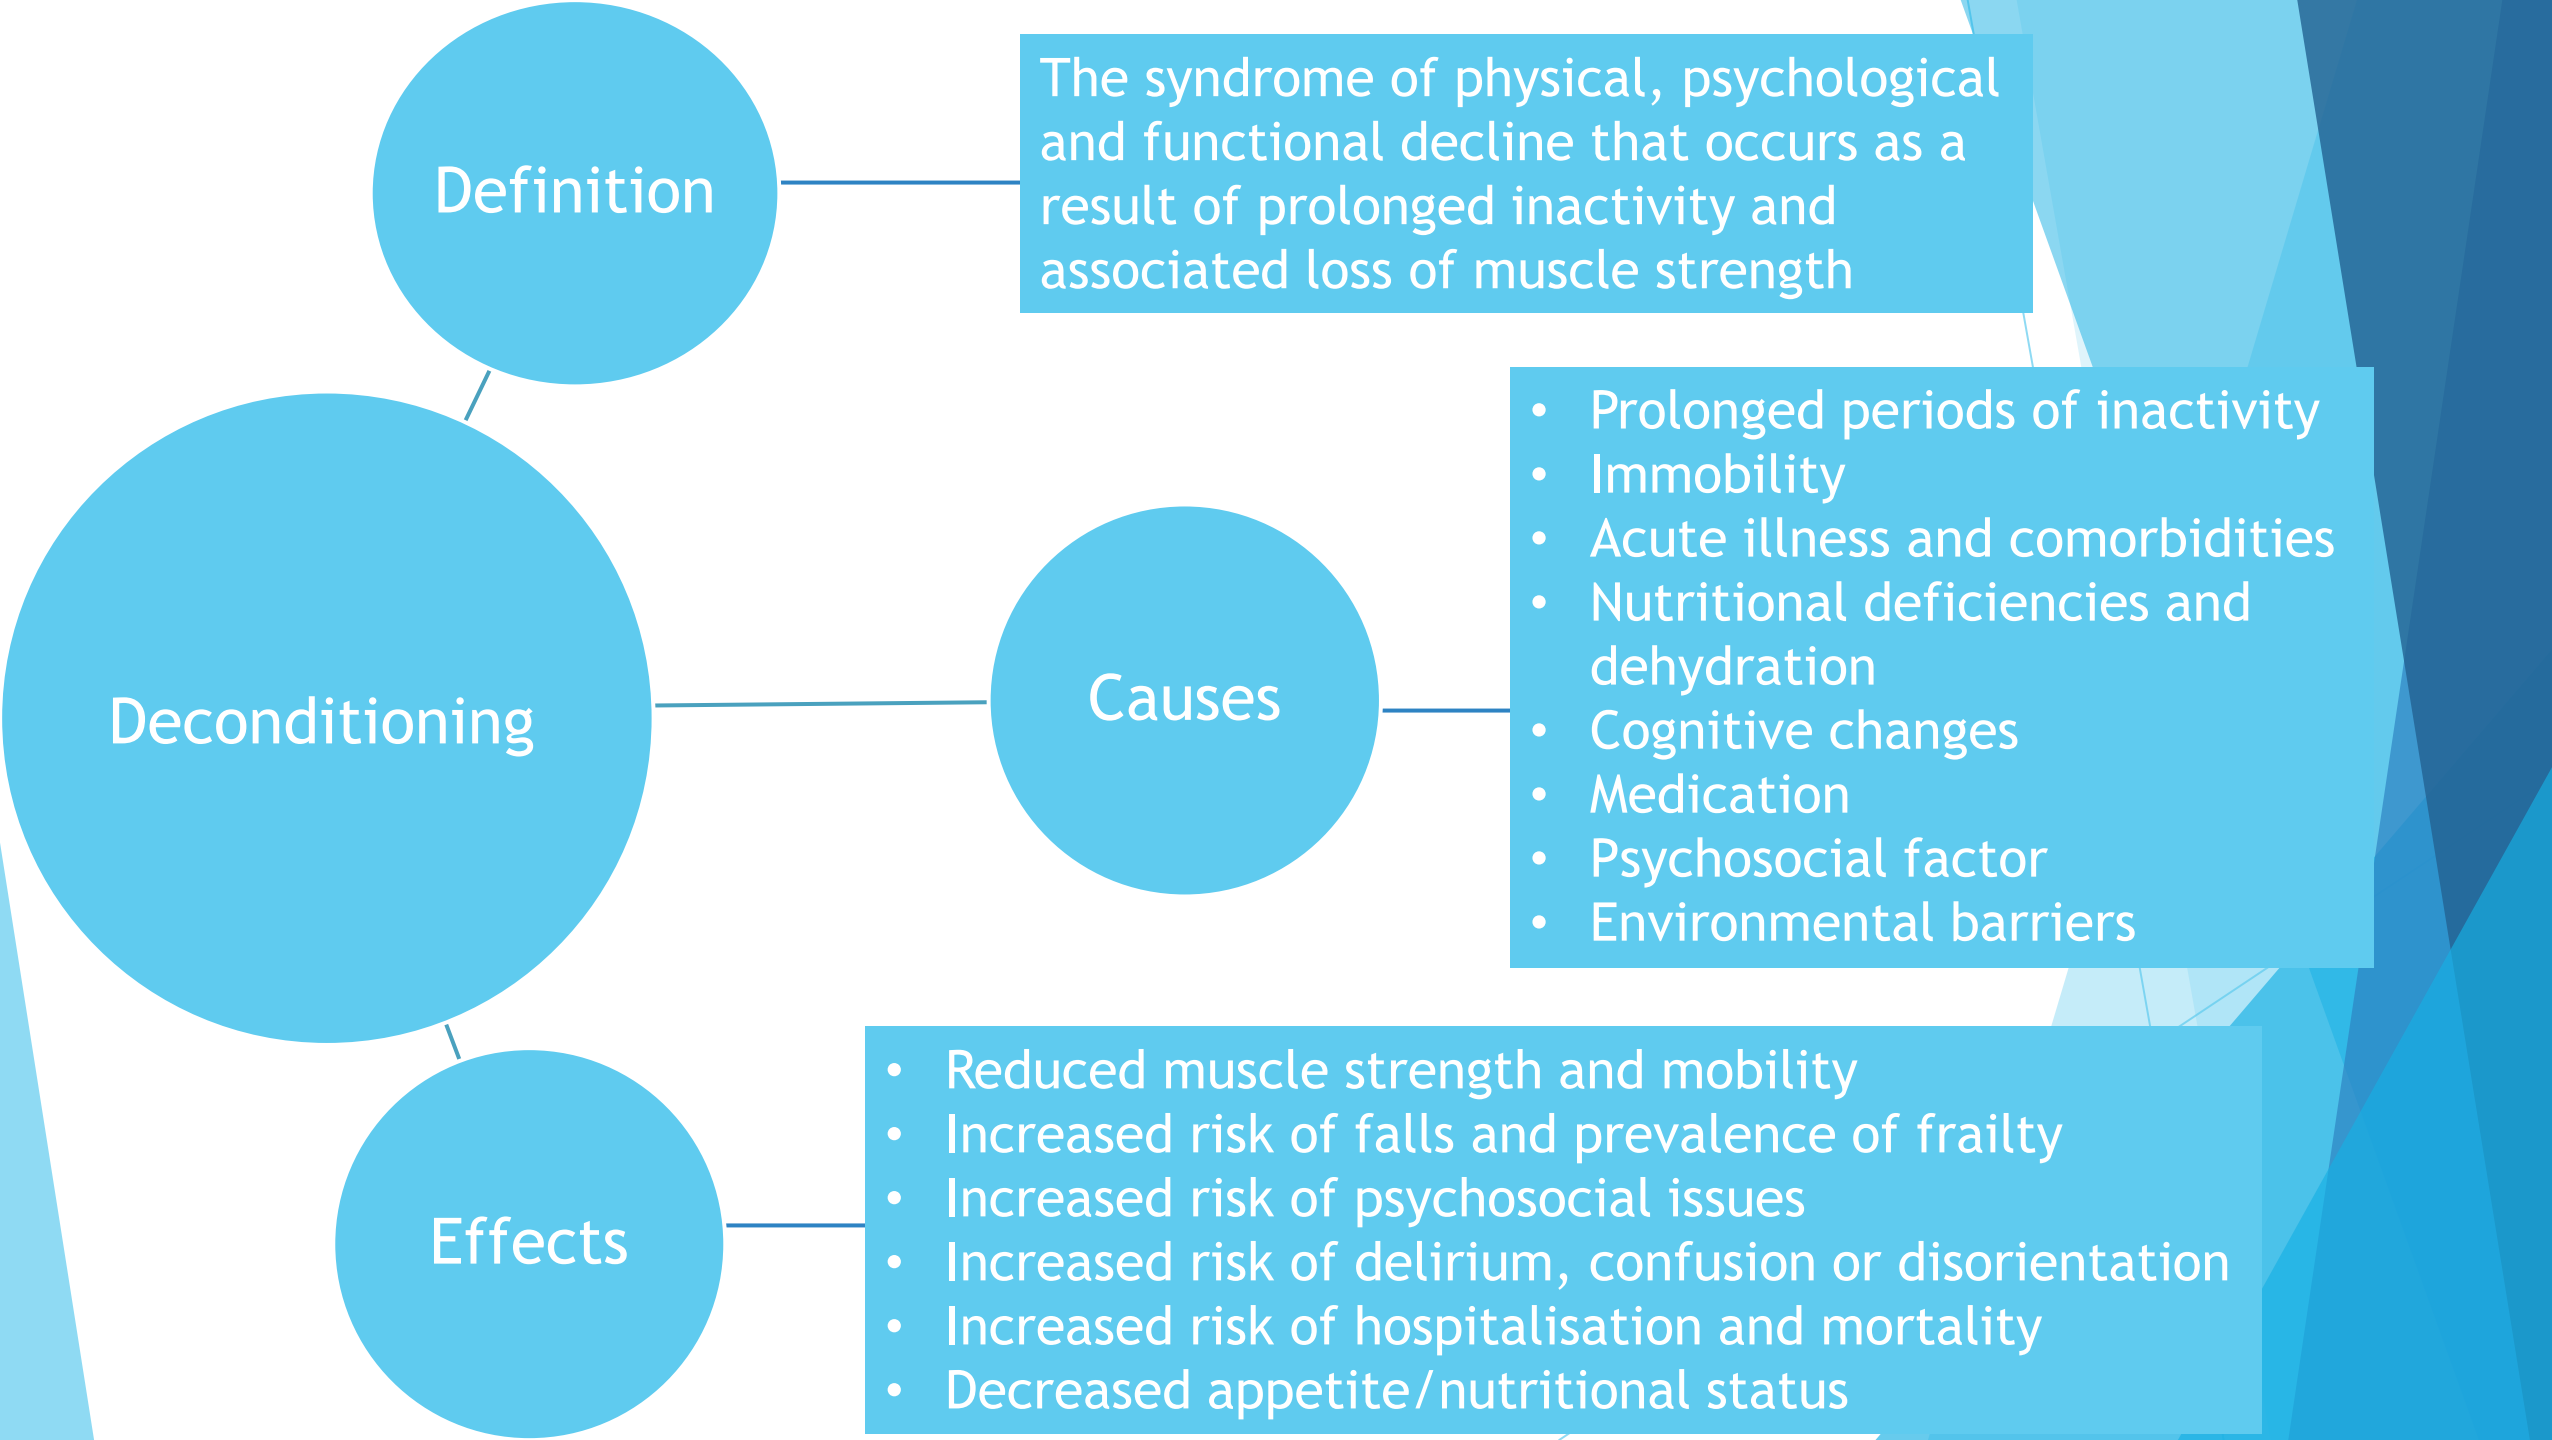 Definition
The syndrome of physical, psychological
and functional decline that occurs as a
result of prolonged inactivity and
associated loss of muscle strength
Deconditioning
Causes
• Prolonged periods of inactivity
• Immobility
• Acute illness and comorbidities
• Nutritional deficiencies and
dehydration
• Cognitive changes
• Medication
• Psychosocial factor
• Environmental barriers
Effects
• Reduced muscle strength and mobility
• Increased risk of falls and prevalence of frailty
• Increased risk of psychosocial issues
• Increased risk of delirium, confusion or disorientation
• Increased risk of hospitalisation and mortality
• Decreased appetite/nutritional status